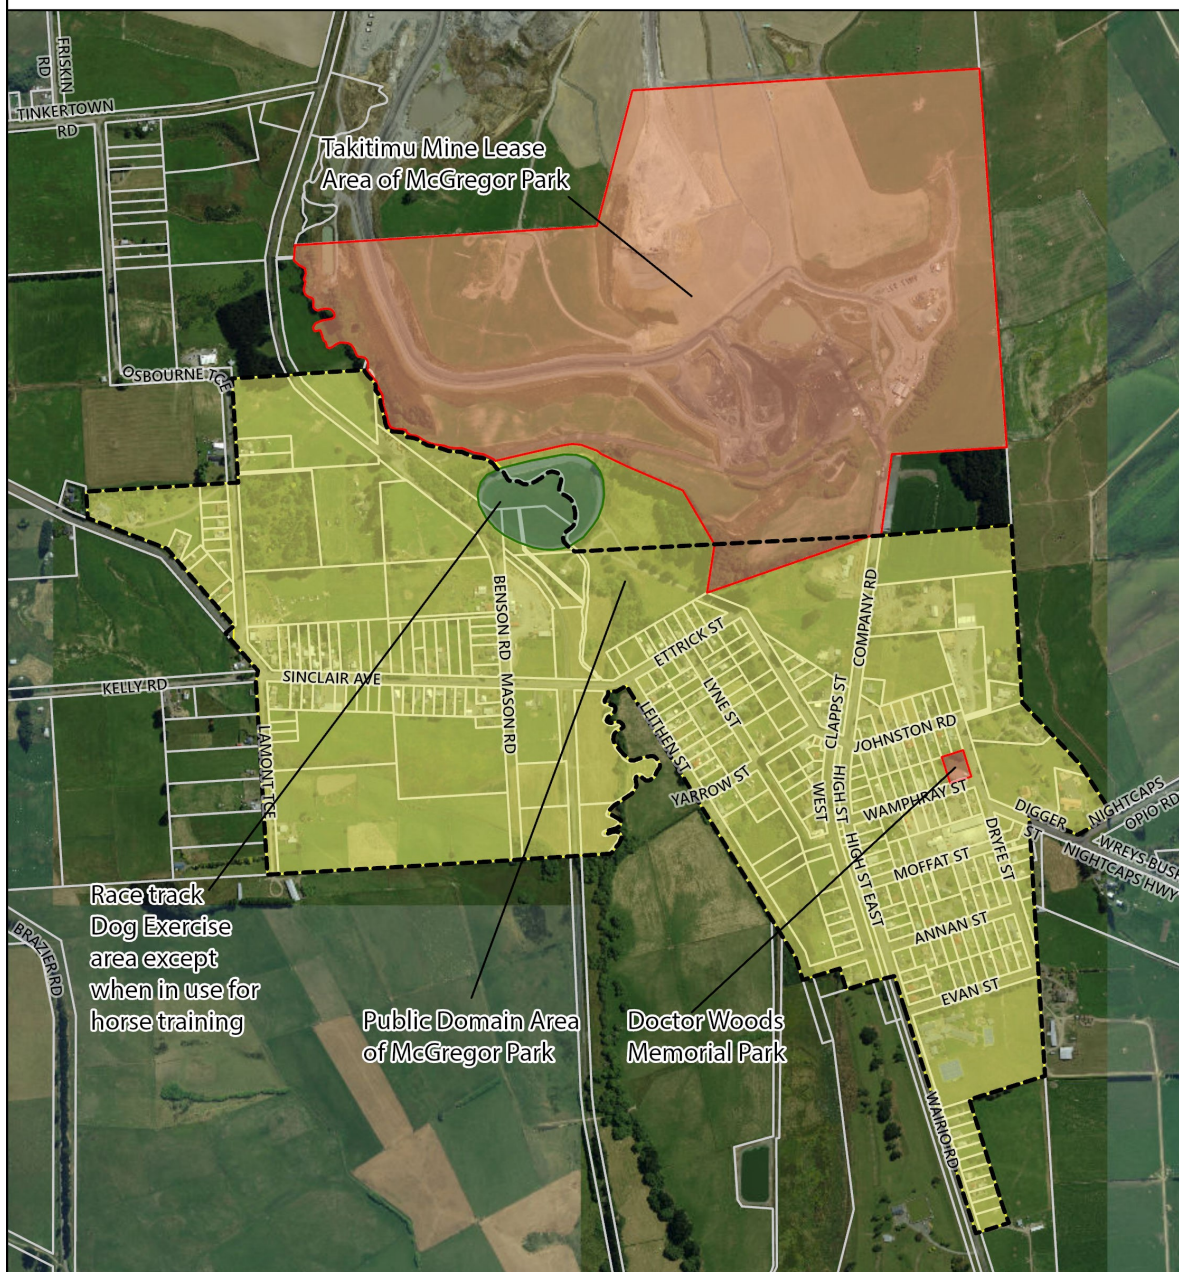 FRISKIN
RD
TINKERTOWN
RD
Takitimu Mine Lease
Area of McGregor Park
OSBOURNE TCE
BENSON RD
MASON RD
SINCLAIR AVE
KELLY RD
LAMONT TCE
ETTRICK ST
LYNE ST
LEITHEN ST
YARROW ST
COMPANY RD
CLAPPS ST
JOHNSTON RD
HIGH ST
WEST
WAMPHRAY ST
HIGH ST EAST
MOFFAT ST
DRYFE ST
DIGGER
ST
NIGHTCAPS
OPIO RD
WREYS BUSH
NIGHTCAPS HWY
ANNAN ST
EVAN ST
WAIRIO RD
BRAZIER RD
Race track
Dog Exercise
area except
when in use for
horse training
Public Domain Area
of McGregor Park
Doctor Woods
Memorial Park